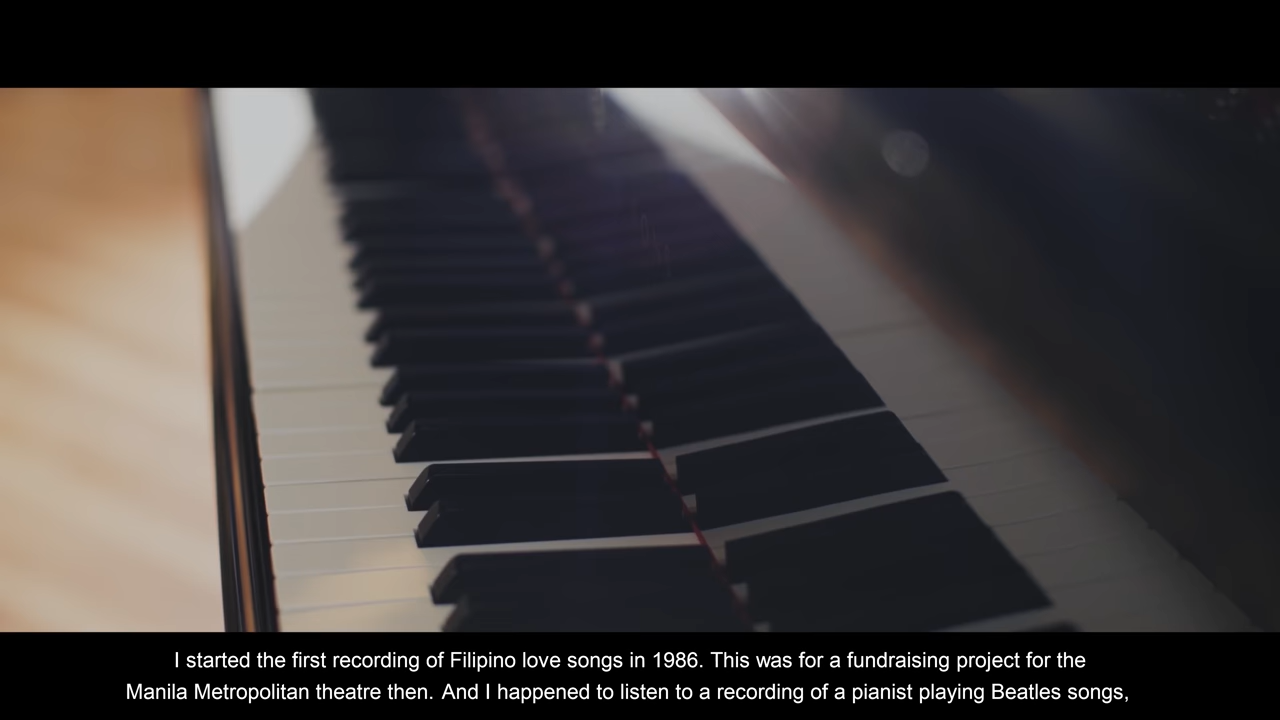 I started the first recording of Filipino love songs in 1986. This was for a fundraising project for the
Manila Metropolitan theatre then. And I happened to listen to a recording of a pianist playing Beatles songs,